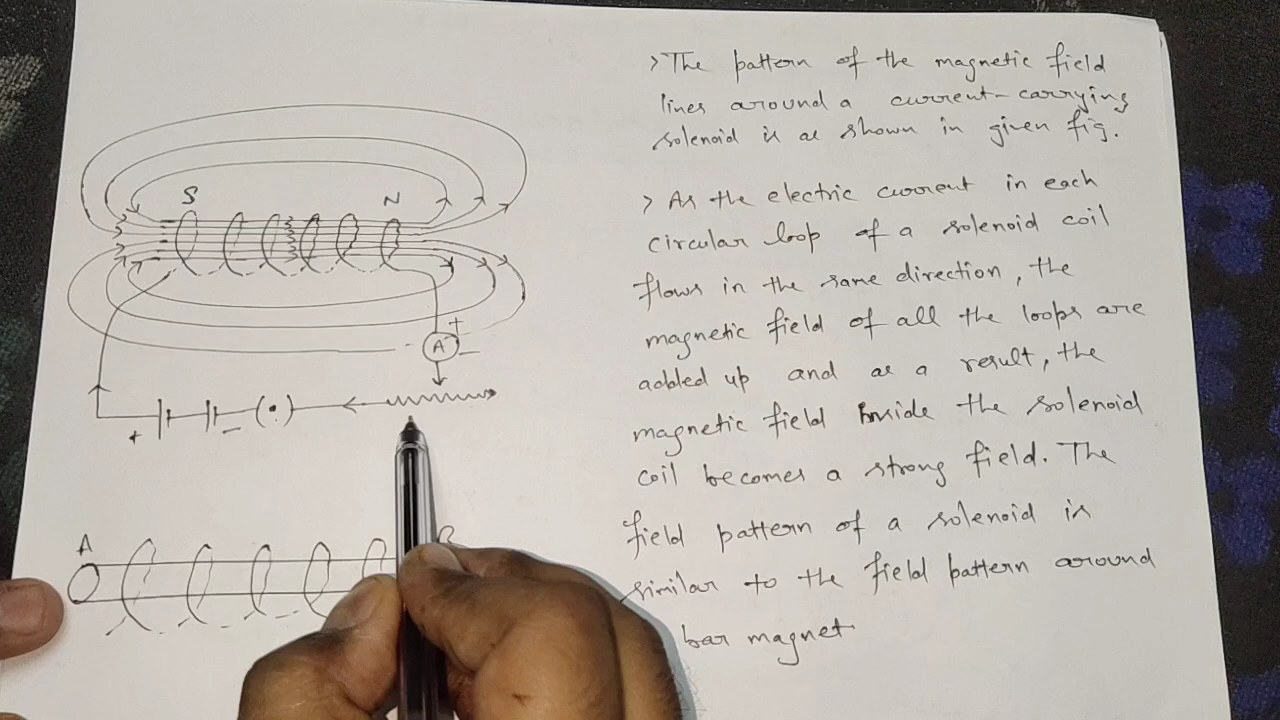 > The pattern of the magnetic field
lines around a current-carrying
solenoid is as shown in given fig.
> As the electric current in each
circular loop of a solenoid coil
flows in the same direction, the
magnetic field of all the loops are
added up and as a result, the
magnetic field inside the solenoid
coil becomes a strong field. The
field pattern of a solenoid is
similar to the field pattern around
bar magnet
S
N
+
A
−
+
−
(•)
A